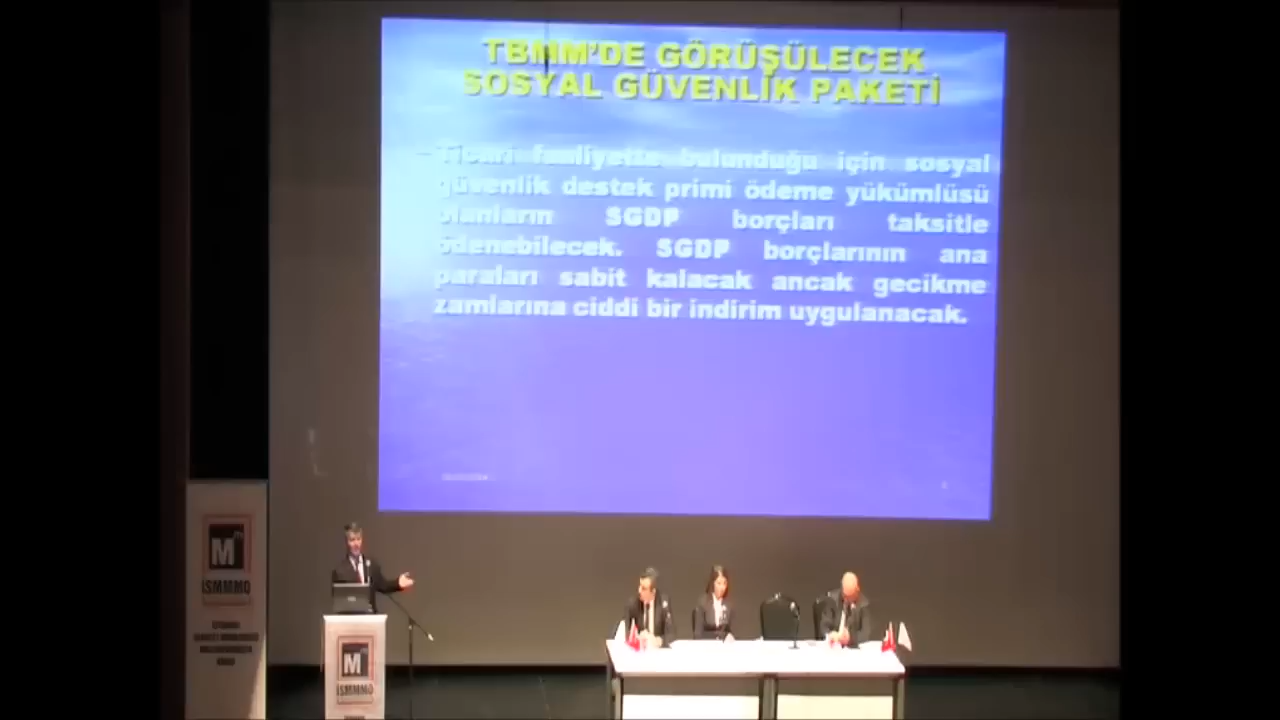 TBMM'DE GÖRÜŞÜLECEK
SOSYAL GÜVENLİK PAKETİ
– Ticari faaliyette bulunduğu için sosyal
güvenlik destek primi ödeme yükümlüsü
olanların SGDP borçları taksitle
ödenebilecek. SGDP borçlarının ana
paraları sabit kalacak ancak gecikme
zamlarına ciddi bir indirim uygulanacak.
M
İSMMMO
M
İSMMMO